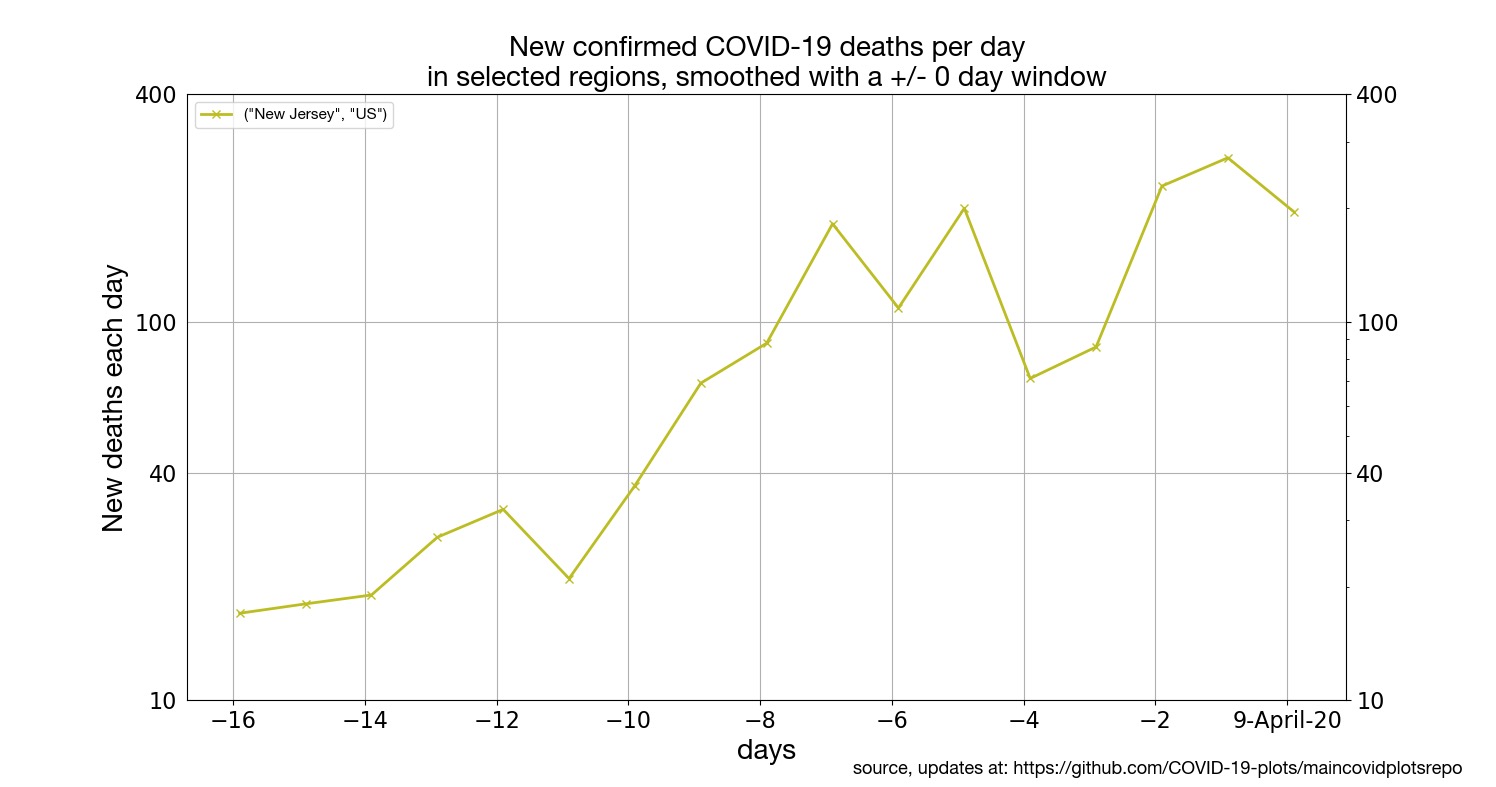 New confirmed COVID-19 deaths per day
in selected regions, smoothed with a +/- 0 day window
("New Jersey", "US")
400
100
40
10
New deaths each day
400
100
40
10
−16 −14 −12 −10 −8 −6 −4 −2 9-April-20
days
source, updates at: https://github.com/COVID-19-plots/maincovidplotsrepo